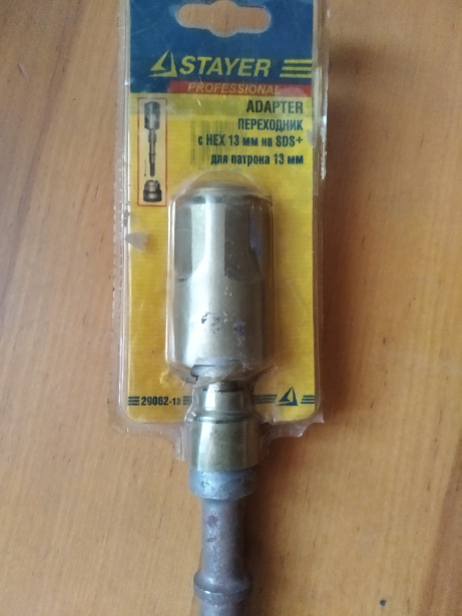 STAYER
PROFESSIONAL
ADAPTER
ПЕРЕХОДНИК
с HEX 13 мм на SDS+
для патрона 13 мм
29062-13